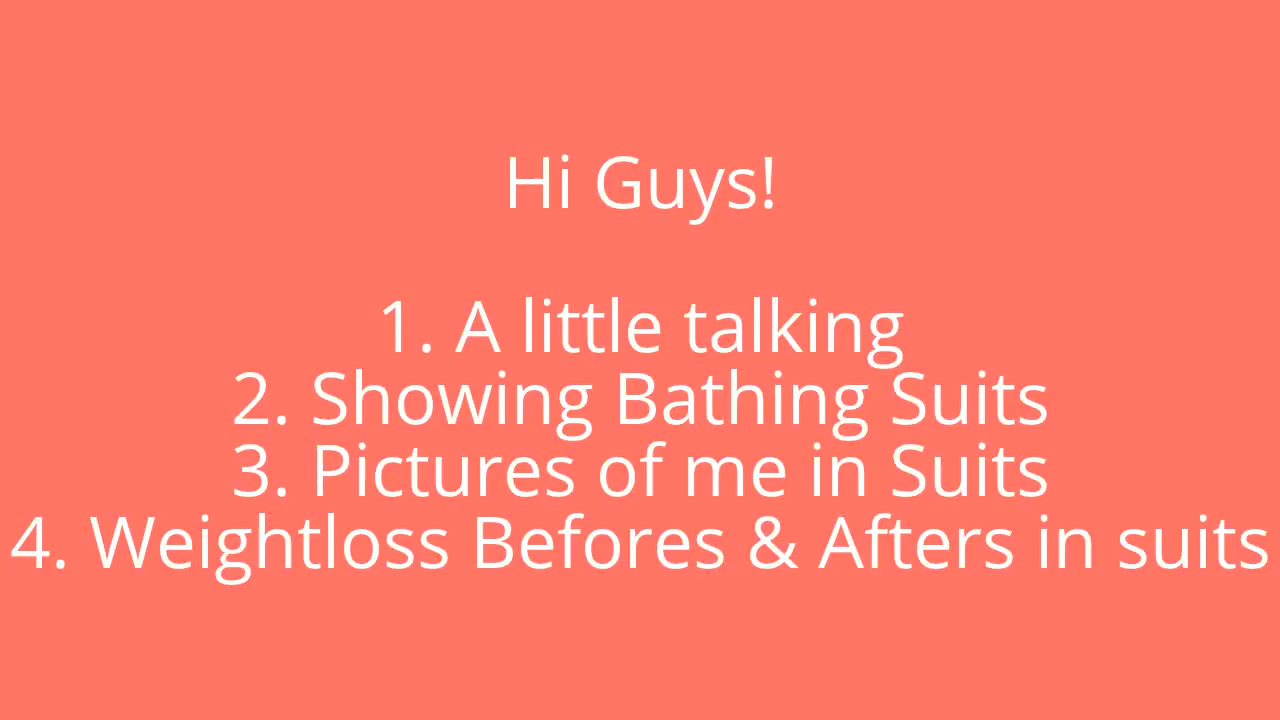 Hi Guys!
1. A little talking
2. Showing Bathing Suits
3. Pictures of me in Suits
4. Weightloss Befores & Afters in suits